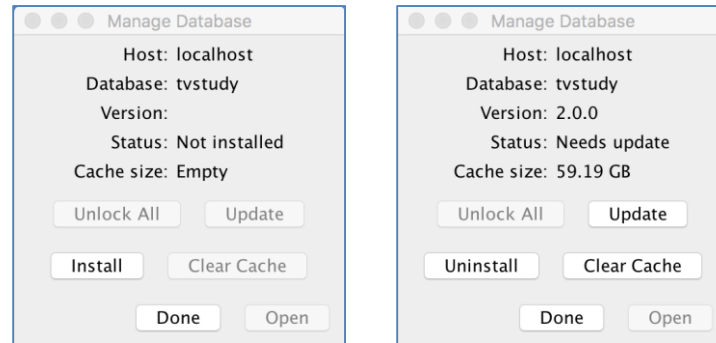 Manage Database
Host: localhost
Database: tvstudy
Version:
Status: Not installed
Cache size: Empty
Unlock All Update
Install Clear Cache
Done Open
Manage Database
Host: localhost
Database: tvstudy
Version: 2.0.0
Status: Needs update
Cache size: 59.19 GB
Unlock All Update
Uninstall Clear Cache
Done Open